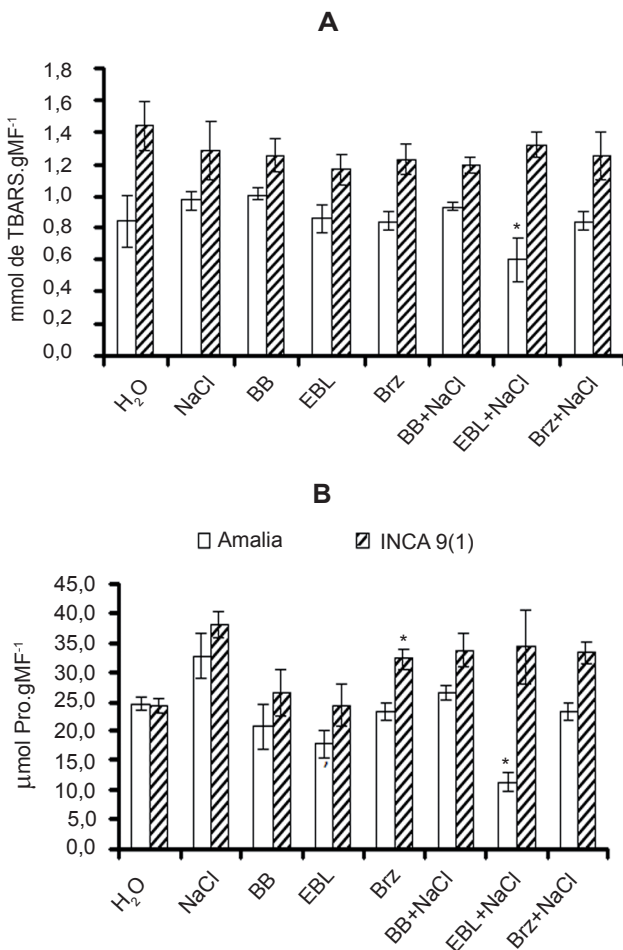 A
mmol de TBARS.gMF⁻¹
1,8
1,6
1,4
1,2
1,0
0,8
0,6
0,4
0,2
0,0
*
H₂O
NaCl
BB
EBL
Brz
BB+NaCl
EBL+NaCl
Brz+NaCl
B
Amalia
INCA 9(1)
µmol Pro.gMF⁻¹
45,0
40,0
35,0
30,0
25,0
20,0
15,0
10,0
5,0
0,0
*
*
H₂O
NaCl
BB
EBL
Brz
BB+NaCl
EBL+NaCl
Brz+NaCl